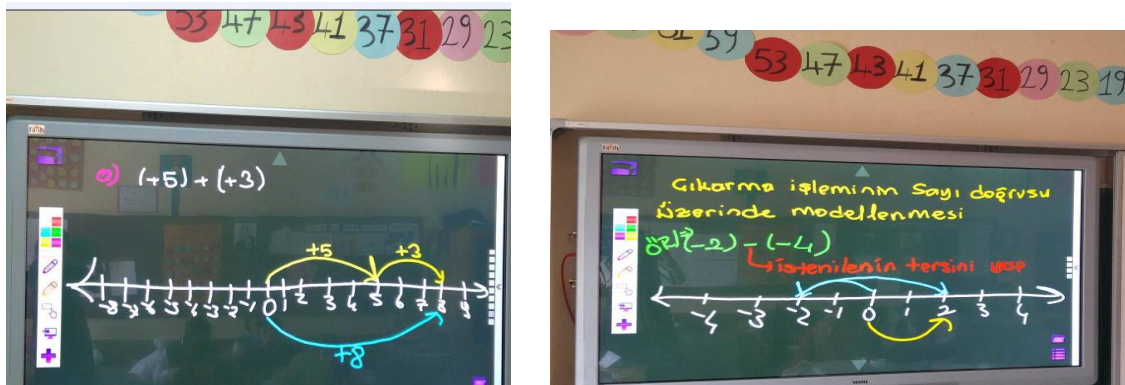 53 47 43 41 37 31 29 23
a) (+5) + (+3)
+5 +3
-8 -7 -6 -5 -4 -3 -2 -1 0 1 2 3 4 5 6 7 8 9
+8
59
53 47 43 41 37 31 29 23 19
Çıkarma işleminin Sayı doğrusu
üzerinde modellenmesi
ör/ (-2) - (-4)
istenilenin tersini yap
-4 -3 -2 -1 0 1 2 3 4